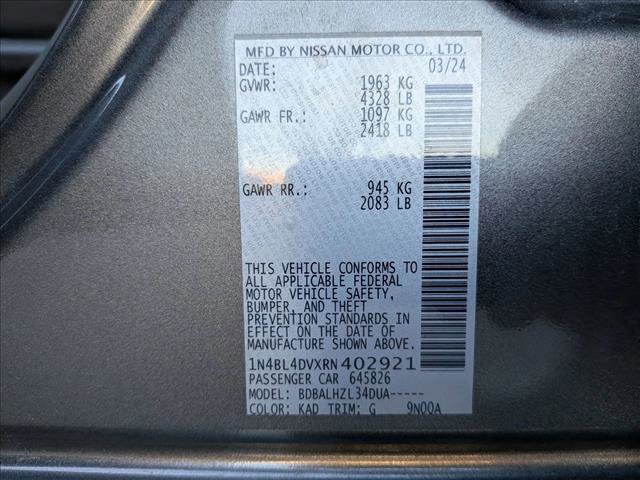 MFD BY NISSAN MOTOR CO., LTD.
DATE: 03/24
GVWR: 1963 KG
4328 LB
GAWR FR.: 1097 KG
2418 LB
GAWR RR.: 945 KG
2083 LB
THIS VEHICLE CONFORMS TO
ALL APPLICABLE FEDERAL
MOTOR VEHICLE SAFETY,
BUMPER, AND THEFT
PREVENTION STANDARDS IN
EFFECT ON THE DATE OF
MANUFACTURE SHOWN ABOVE.
1N4BL4DVXRN402921
PASSENGER CAR 645826
MODEL: BDBALHZL34DUA-----
COLOR: KAD TRIM: G 9N00A